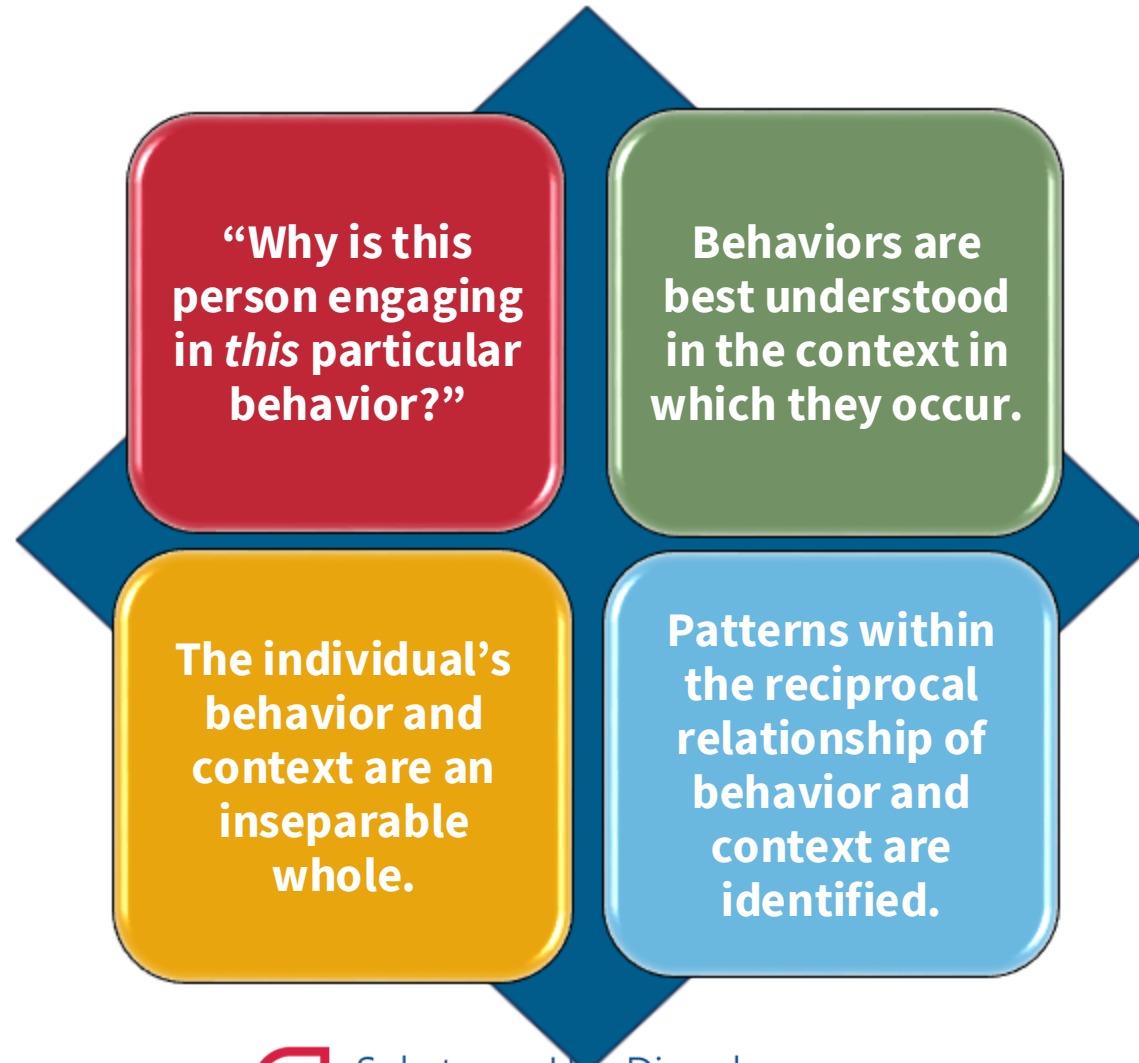 “Why is this
person engaging
in this particular
behavior?”
Behaviors are
best understood
in the context in
which they occur.
The individual’s
behavior and
context are an
inseparable
whole.
Patterns within
the reciprocal
relationship of
behavior and
context are
identified.